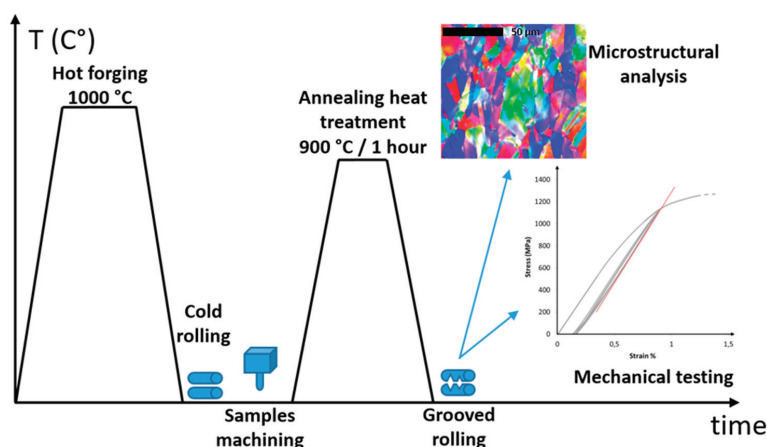 T (C°)
Hot forging
1000 °C
Cold
rolling
Samples
machining
Annealing heat
treatment
900 °C / 1 hour
Grooved
rolling
50 μm
Microstructural
analysis
Stress (MPa)
1400
1200
1000
800
600
400
200
0
0
0,5
1
1,5
Strain %
Mechanical testing
time